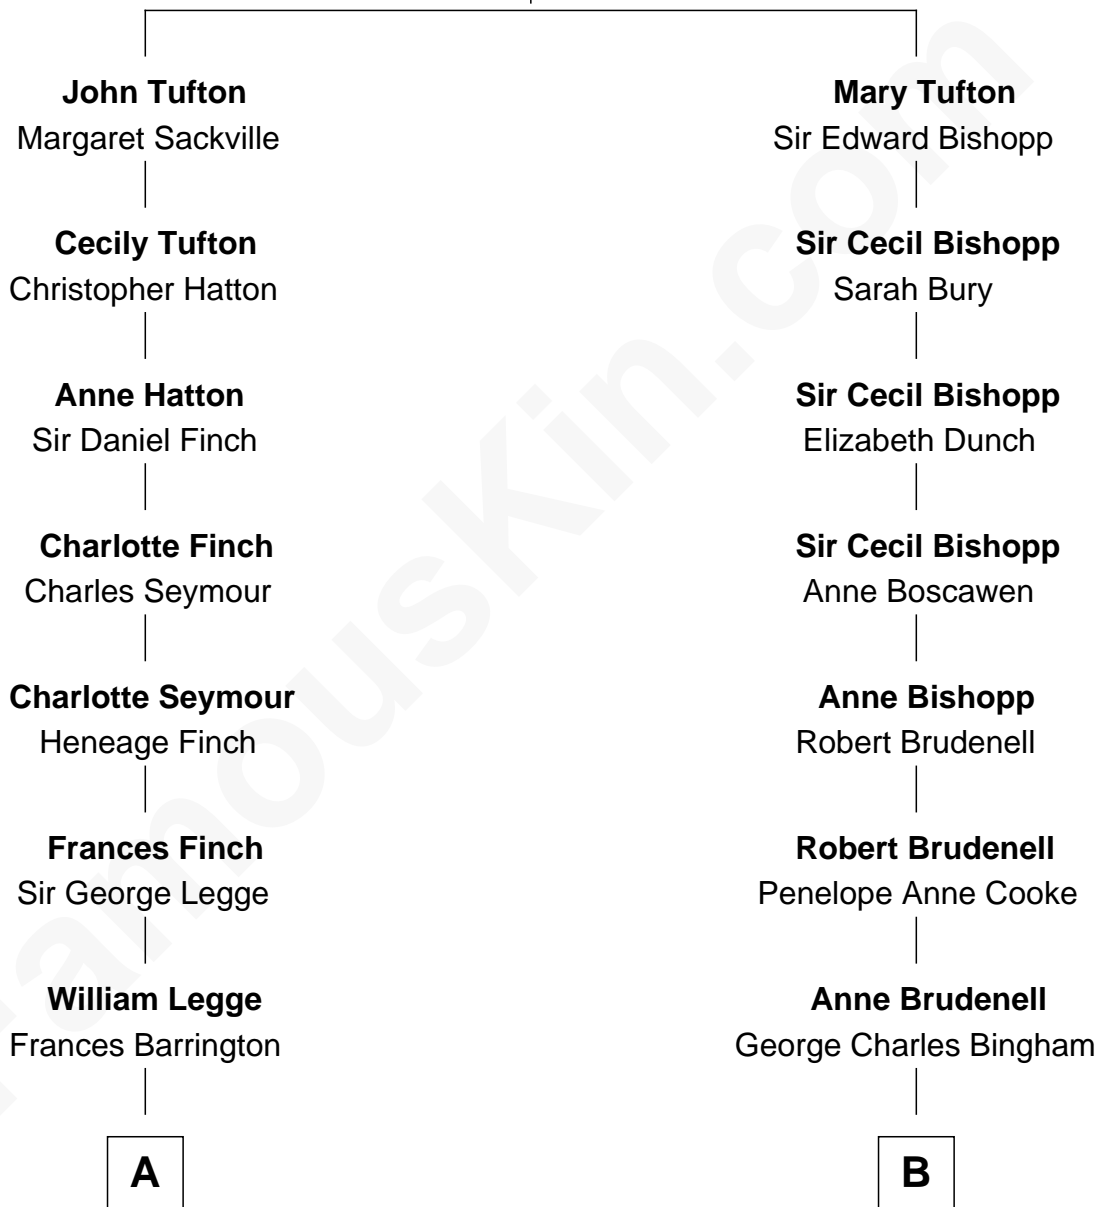 John Tufton
Margaret Sackville
Cecily Tufton
Christopher Hatton
Anne Hatton
Sir Daniel Finch
Charlotte Finch
Charles Seymour
Charlotte Seymour
Heneage Finch
Frances Finch
Sir George Legge
William Legge
Frances Barrington
A
Mary Tufton
Sir Edward Bishopp
Sir Cecil Bishopp
Sarah Bury
Sir Cecil Bishopp
Elizabeth Dunch
Sir Cecil Bishopp
Anne Boscawen
Anne Bishopp
Robert Brudenell
Robert Brudenell
Penelope Anne Cooke
Anne Brudenell
George Charles Bingham
B
FamousKin.com